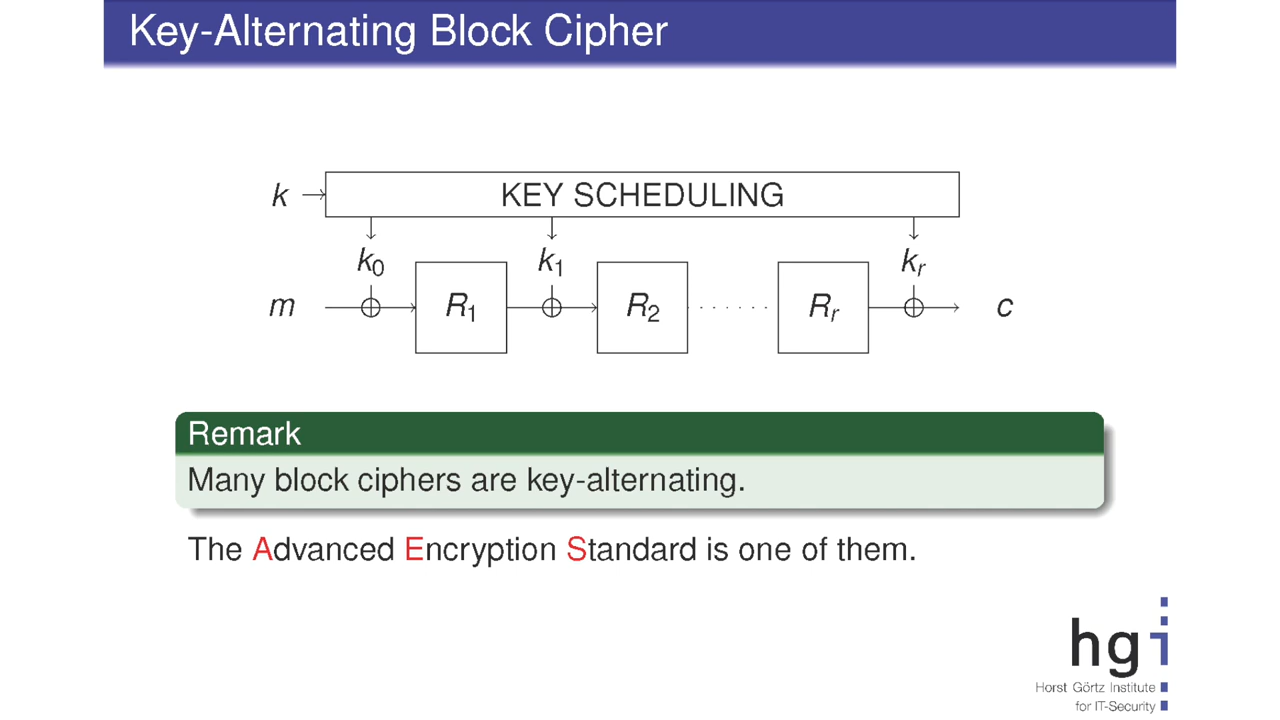 Key-Alternating Block Cipher
k
KEY SCHEDULING
k0
k1
kr
m
R1
R2
Rr
c
Remark
Many block ciphers are key-alternating.
The Advanced Encryption Standard is one of them.
hgi
Horst Görtz Institute
for IT-Security